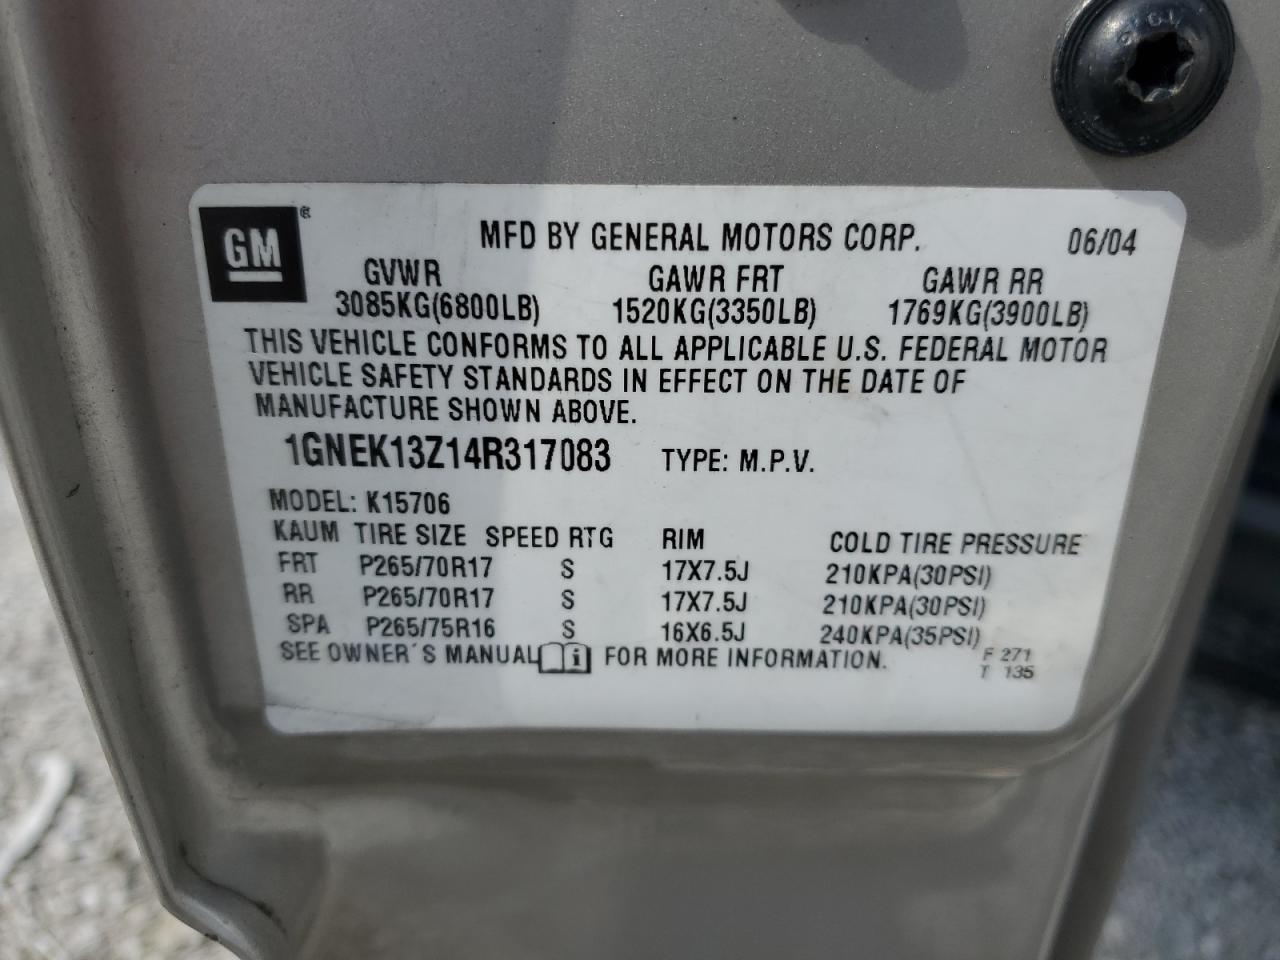 GM ®
MFD BY GENERAL MOTORS CORP. 06/04
GVWR GAWR FRT GAWR RR
3085KG(6800LB) 1520KG(3350LB) 1769KG(3900LB)
THIS VEHICLE CONFORMS TO ALL APPLICABLE U.S. FEDERAL MOTOR
VEHICLE SAFETY STANDARDS IN EFFECT ON THE DATE OF
MANUFACTURE SHOWN ABOVE.
1GNEK13Z14R317083 TYPE: M.P.V.
MODEL: K15706
KAUM TIRE SIZE SPEED RTG RIM COLD TIRE PRESSURE
FRT P265/70R17 S 17X7.5J 210KPA(30PSI)
RR P265/70R17 S 17X7.5J 210KPA(30PSI)
SPA P265/75R16 S 16X6.5J 240KPA(35PSI)
SEE OWNER'S MANUAL i FOR MORE INFORMATION. F 271
T 135